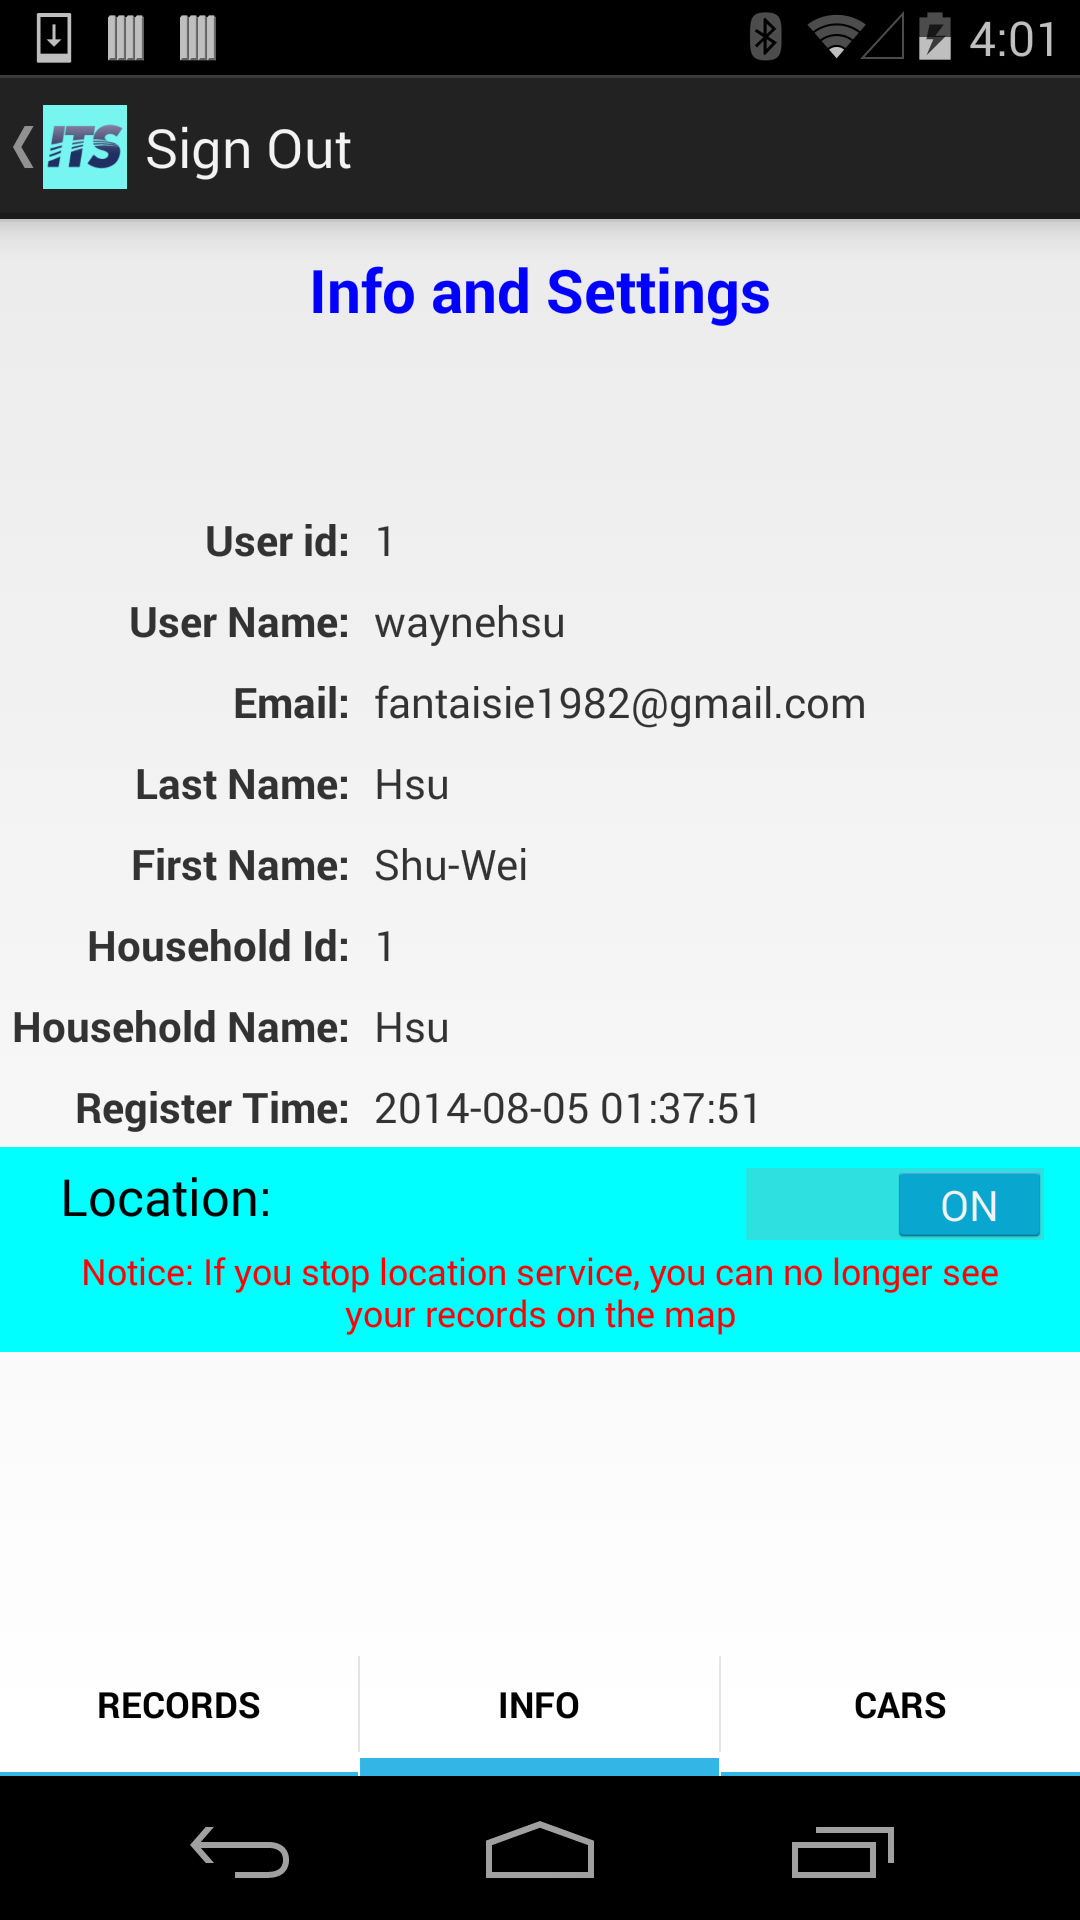 4:01
ITS Sign Out
Info and Settings
User id: 1
User Name: waynehsu
Email: fantaisie1982@gmail.com
Last Name: Hsu
First Name: Shu-Wei
Household Id: 1
Household Name: Hsu
Register Time: 2014-08-05 01:37:51
Location: ON
Notice: If you stop location service, you can no longer see
your records on the map
RECORDS INFO CARS